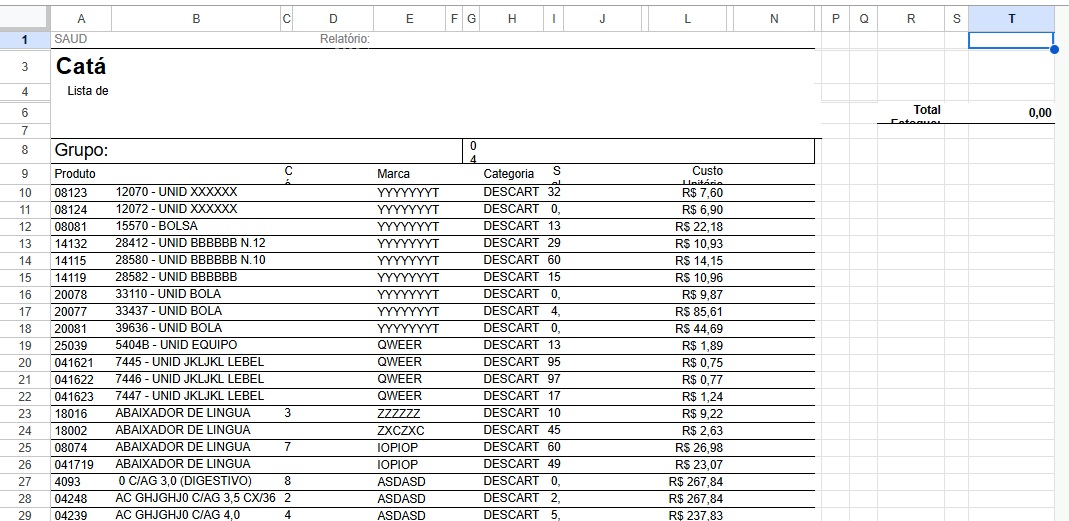 A B C D E F G H I J L N P Q R S T
1 SAUD Relatório:
3 Catá
4 Lista de
6 Total 0,00
7 Estoque:
8 Grupo: 0
4
9 Produto C Marca Categoria S Custo
Unitário
10 08123 12070 - UNID XXXXXX YYYYYYYT DESCART 32 R$ 7,60
11 08124 12072 - UNID XXXXXX YYYYYYYT DESCART 0, R$ 6,90
12 08081 15570 - BOLSA YYYYYYYT DESCART 13 R$ 22,18
13 14132 28412 - UNID BBBBBB N.12 YYYYYYYT DESCART 29 R$ 10,93
14 14115 28580 - UNID BBBBBB N.10 YYYYYYYT DESCART 60 R$ 14,15
15 14119 28582 - UNID BBBBBB YYYYYYYT DESCART 15 R$ 10,96
16 20078 33110 - UNID BOLA YYYYYYYT DESCART 0, R$ 9,87
17 20077 33437 - UNID BOLA YYYYYYYT DESCART 4, R$ 85,61
18 20081 39636 - UNID BOLA YYYYYYYT DESCART 0, R$ 44,69
19 25039 5404B - UNID EQUIPO QWEER DESCART 13 R$ 1,89
20 041621 7445 - UNID JKLJKL LEBEL QWEER DESCART 95 R$ 0,75
21 041622 7446 - UNID JKLJKL LEBEL QWEER DESCART 97 R$ 0,77
22 041623 7447 - UNID JKLJKL LEBEL QWEER DESCART 17 R$ 1,24
23 18016 ABAIXADOR DE LINGUA 3 ZZZZZZ DESCART 10 R$ 9,22
24 18002 ABAIXADOR DE LINGUA ZXCZXC DESCART 45 R$ 2,63
25 08074 ABAIXADOR DE LINGUA 7 IOPIOP DESCART 60 R$ 26,98
26 041719 ABAIXADOR DE LINGUA IOPIOP DESCART 49 R$ 23,07
27 4093 0 C/AG 3,0 (DIGESTIVO) 8 ASDASD DESCART 0, R$ 267,84
28 04248 AC GHJGHJ0 C/AG 3,5 CX/36 2 ASDASD DESCART 2, R$ 267,84
29 04239 AC GHJGHJ0 C/AG 4,0 4 ASDASD DESCART 5, R$ 237,83